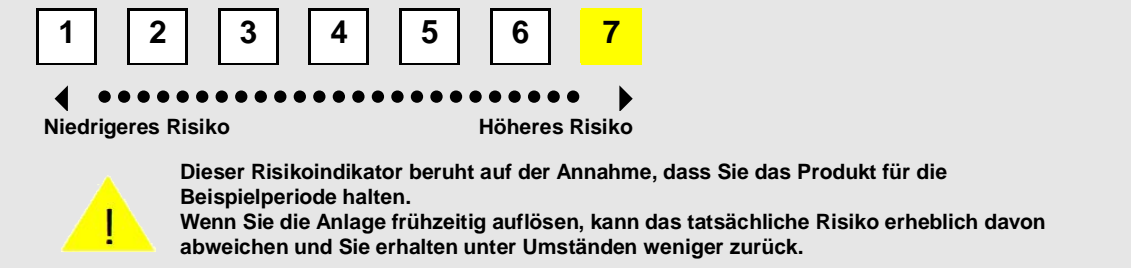 1 2 3 4 5 6 7
Niedrigeres Risiko Höheres Risiko
Dieser Risikoindikator beruht auf der Annahme, dass Sie das Produkt für die
Beispielperiode halten.
Wenn Sie die Anlage frühzeitig auflösen, kann das tatsächliche Risiko erheblich davon
abweichen und Sie erhalten unter Umständen weniger zurück.
!